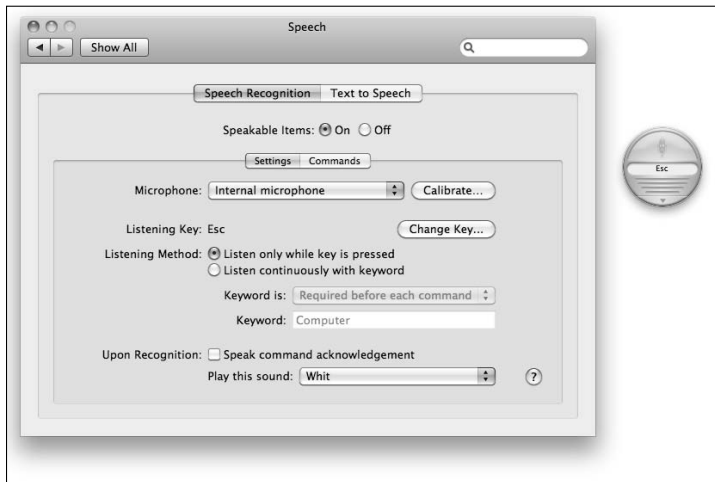 Speech
Show All
Speech Recognition Text to Speech
Speakable Items: On Off
Settings Commands
Microphone: Internal microphone Calibrate...
Listening Key: Esc Change Key...
Listening Method: Listen only while key is pressed
Listen continuously with keyword
Keyword is: Required before each command
Keyword: Computer
Upon Recognition: Speak command acknowledgement
Play this sound: Whit ?
Esc